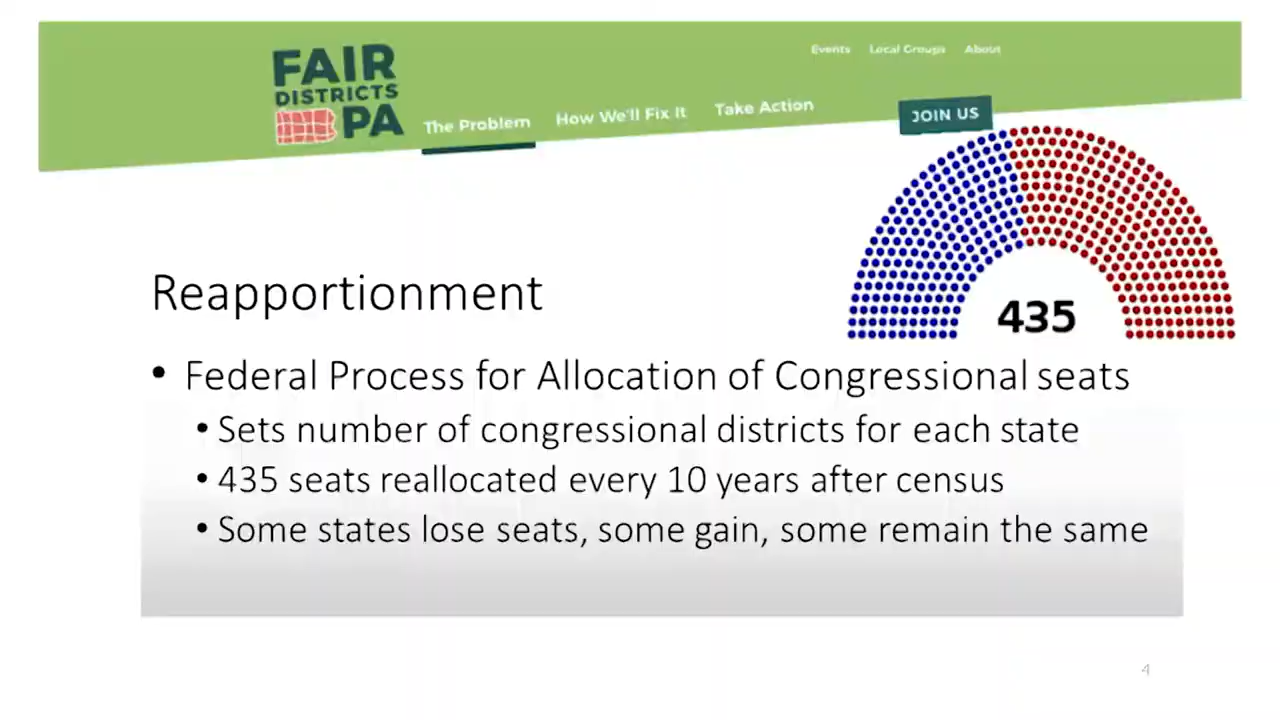 FAIR
DISTRICTS
PA
The Problem
How We'll Fix It
Take Action
Events
Local Groups
About
JOIN US
435
Reapportionment
• Federal Process for Allocation of Congressional seats
• Sets number of congressional districts for each state
• 435 seats reallocated every 10 years after census
• Some states lose seats, some gain, some remain the same
4